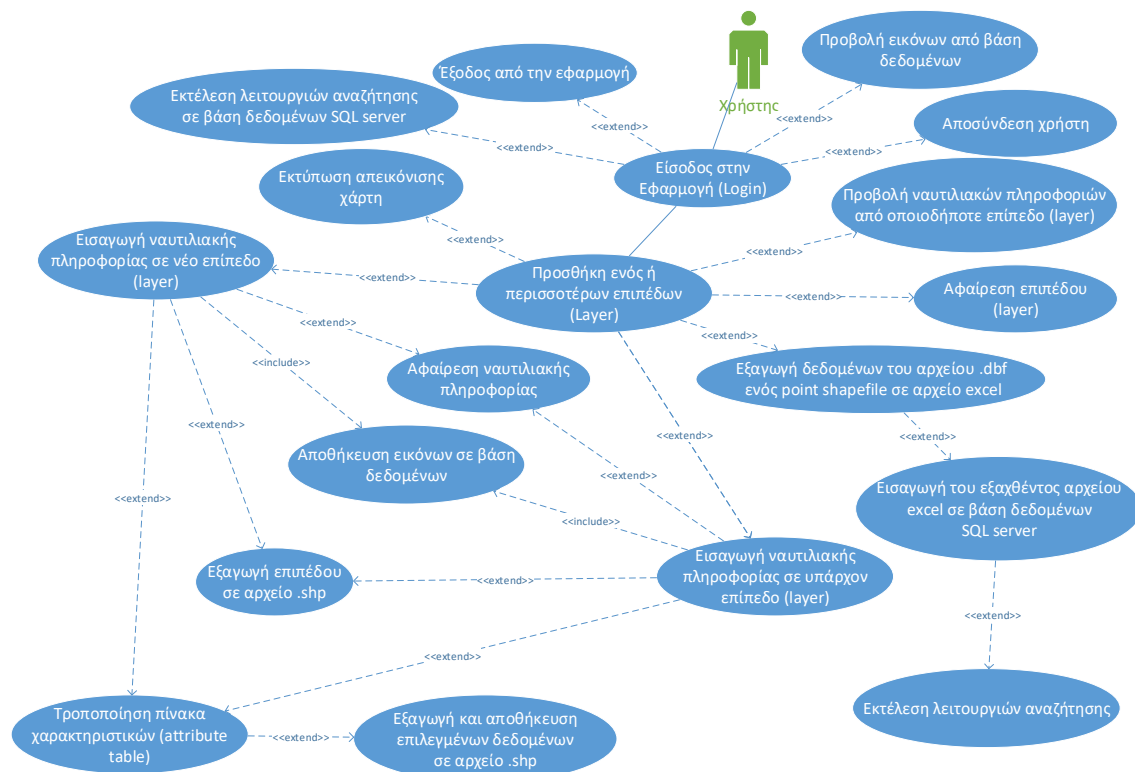 Προβολή εικόνων από βάση
δεδομένων
Έξοδος από την εφαρμογή
Εκτέλεση λειτουργιών αναζήτησης
σε βάση δεδομένων SQL server
Χρήστης
Αποσύνδεση χρήστη
<<extend>>
<<extend>>
<<extend>>
<<extend>>
Είσοδος στην
Εφαρμογή (Login)
Εκτύπωση απεικόνισης
χάρτη
Προβολή ναυτιλιακών πληροφοριών
από οποιοδήποτε επίπεδο (layer)
<<extend>>
<<extend>>
Εισαγωγή ναυτιλιακής
πληροφορίας σε νέο επίπεδο
(layer)
<<extend>>
Προσθήκη ενός ή
περισσοτέρων επιπέδων
(Layer)
<<extend>>
Αφαίρεση επιπέδου
(layer)
<<extend>>
<<extend>>
<<include>>
Αφαίρεση ναυτιλιακής
πληροφορίας
Εξαγωγή δεδομένων του αρχείου .dbf
ενός point shapefile σε αρχείο excel
<<extend>>
<<extend>>
<<extend>>
Αποθήκευση εικόνων σε βάση
δεδομένων
<<extend>>
<<extend>>
Εισαγωγή του εξαχθέντος αρχείου
excel σε βάση δεδομένων
SQL server
<<include>>
Εξαγωγή επιπέδου
σε αρχείο .shp
<<extend>>
Εισαγωγή ναυτιλιακής
πληροφορίας σε υπάρχον
επίπεδο (layer)
<<extend>>
<<extend>>
Τροποποίηση πίνακα
χαρακτηριστικών (attribute
table)
<<extend>>
Εξαγωγή και αποθήκευση
επιλεγμένων δεδομένων
σε αρχείο .shp
Εκτέλεση λειτουργιών αναζήτησης